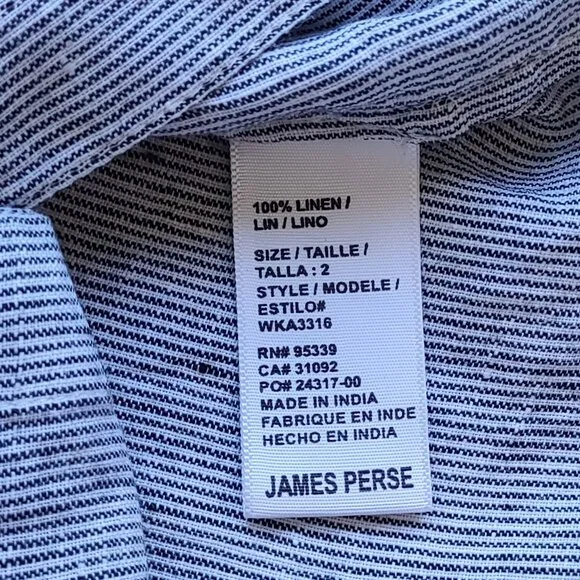 100% LINEN /
LIN / LINO
SIZE / TAILLE /
TALLA : 2
STYLE / MODELE /
ESTILO#
WKA3316
RN# 95339
CA# 31092
PO# 24317-00
MADE IN INDIA
FABRIQUE EN INDE
HECHO EN INDIA
JAMES PERSE